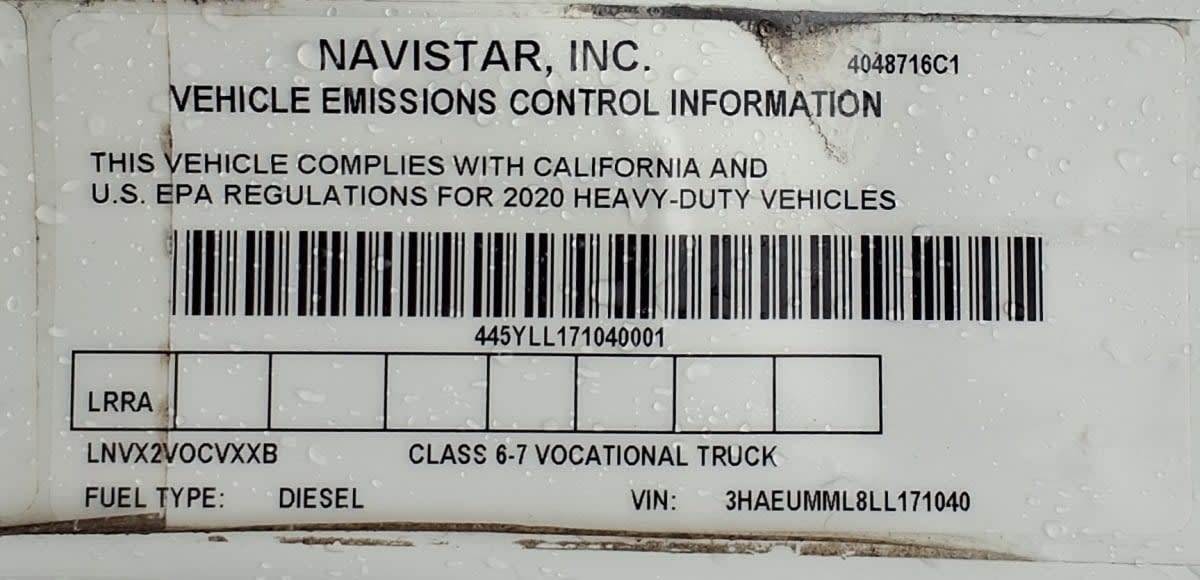 NAVISTAR, INC.
4048716C1
VEHICLE EMISSIONS CONTROL INFORMATION
THIS VEHICLE COMPLIES WITH CALIFORNIA AND
U.S. EPA REGULATIONS FOR 2020 HEAVY-DUTY VEHICLES
445YLL171040001
LRRA
LNVX2VOCVXXB CLASS 6-7 VOCATIONAL TRUCK
FUEL TYPE: DIESEL VIN: 3HAEUMML8LL171040